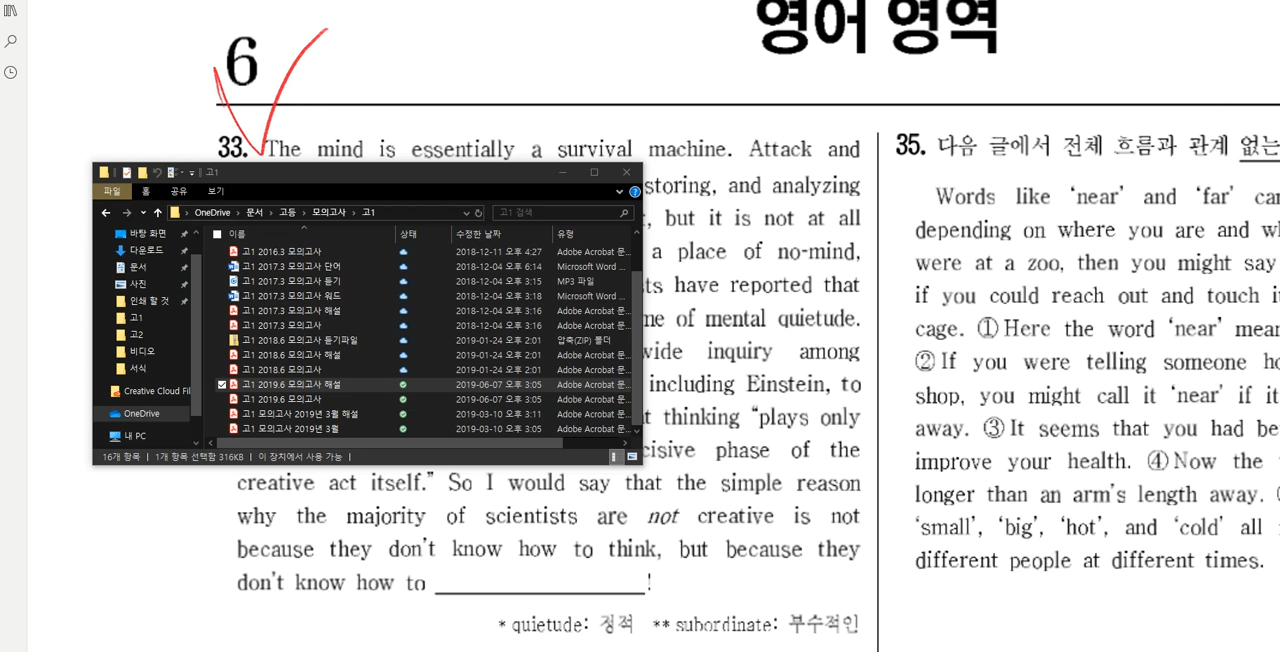 영어 영역
6
33. The mind is essentially a survival machine. Attack and
storing, and analyzing
, but it is not at all
a place of no-mind,
ts have reported that
me of mental quietude.
wide inquiry among
including Einstein, to
t thinking “plays only
cisive phase of the
creative act itself.” So I would say that the simple reason
why the majority of scientists are not creative is not
because they don't know how to think, but because they
don't know how to ____________!
* quietude: 정적 ** subordinate: 부수적인
고1
파일 홈 공유 보기
OneDrive › 문서 › 고등 › 모의고사 › 고1
고1 검색
바탕 화면
다운로드
문서
사진
인쇄 할 것
고1
고2
비디오
서식
Creative Cloud Fil
OneDrive
내 PC
이름 상태 수정한 날짜 유형
고1 2016.3 모의고사 2018-12-11 오후 4:27 Adobe Acrobat 문...
고1 2017.3 모의고사 단어 2018-12-04 오후 6:14 Microsoft Word ...
고1 2017.3 모의고사 듣기 2018-12-04 오후 3:15 MP3 파일
고1 2017.3 모의고사 워드 2018-12-04 오후 3:18 Microsoft Word ...
고1 2017.3 모의고사 해설 2018-12-04 오후 3:16 Adobe Acrobat 문...
고1 2017.3 모의고사 2018-12-04 오후 3:16 Adobe Acrobat 문...
고1 2018.6 모의고사 듣기파일 2019-01-24 오후 2:01 압축(ZIP) 폴더
고1 2018.6 모의고사 해설 2019-01-24 오후 2:01 Adobe Acrobat 문...
고1 2018.6 모의고사 2019-01-24 오후 2:01 Adobe Acrobat 문...
고1 2019.6 모의고사 해설 2019-06-07 오후 3:05 Adobe Acrobat 문...
고1 2019.6 모의고사 2019-06-07 오후 3:05 Adobe Acrobat 문...
고1 모의고사 2019년 3월 해설 2019-03-10 오후 3:11 Adobe Acrobat 문...
고1 모의고사 2019년 3월 2019-03-10 오후 3:09 Adobe Acrobat 문...
16개 항목 | 1개 항목 선택함 316KB | 이 장치에서 사용 가능 |
35. 다음 글에서 전체 흐름과 관계 없는
Words like ‘near’ and ‘far’ can
depending on where you are and wh
were at a zoo, then you might say
if you could reach out and touch it
cage. ①Here the word ‘near’ mean
②If you were telling someone ho
shop, you might call it ‘near’ if it
away. ③It seems that you had be
improve your health. ④Now the
longer than an arm's length away.
‘small’, ‘big’, ‘hot’, and ‘cold’ all
different people at different times.